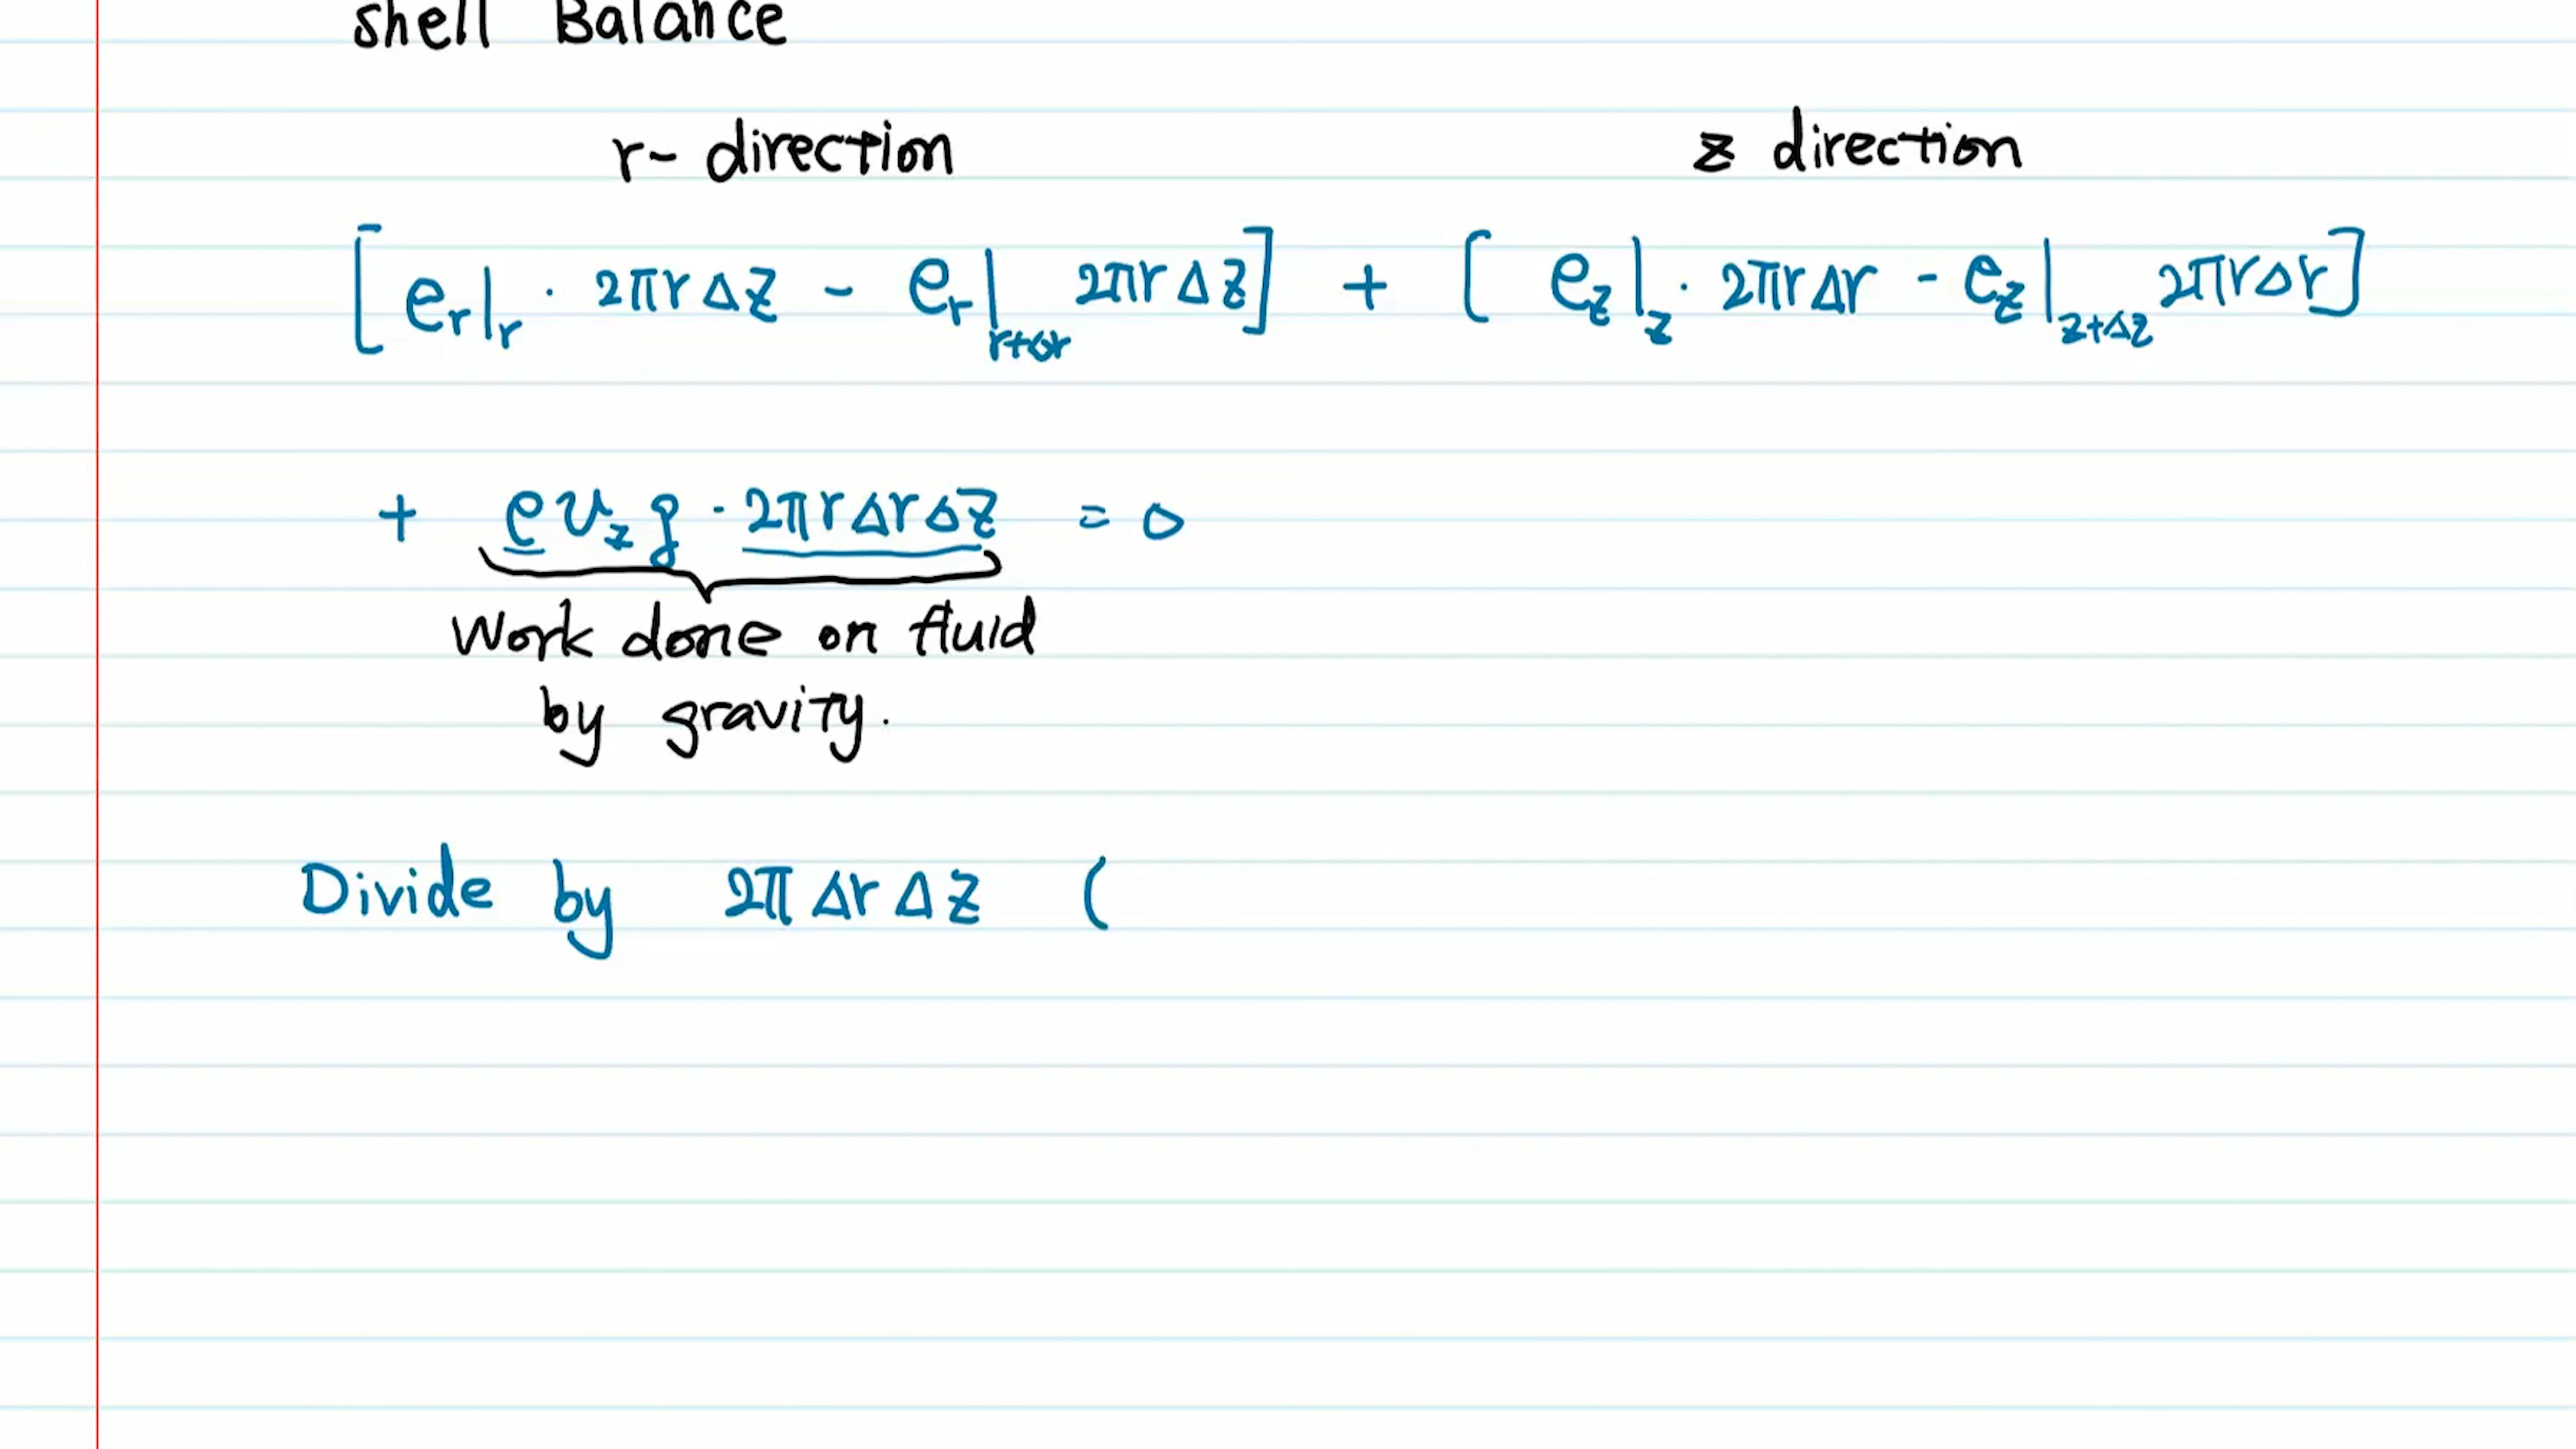 shell Balance
r- direction z direction
[e_r|_r · 2πrΔz - e_r|_{r+Δr} 2πrΔz] + [e_z|_z · 2πrΔr - e_z|_{z+Δz} 2πrΔr]
+ ρv_z g · 2πrΔrΔz = 0
Work done on fluid
by gravity.
Divide by 2πΔrΔz (